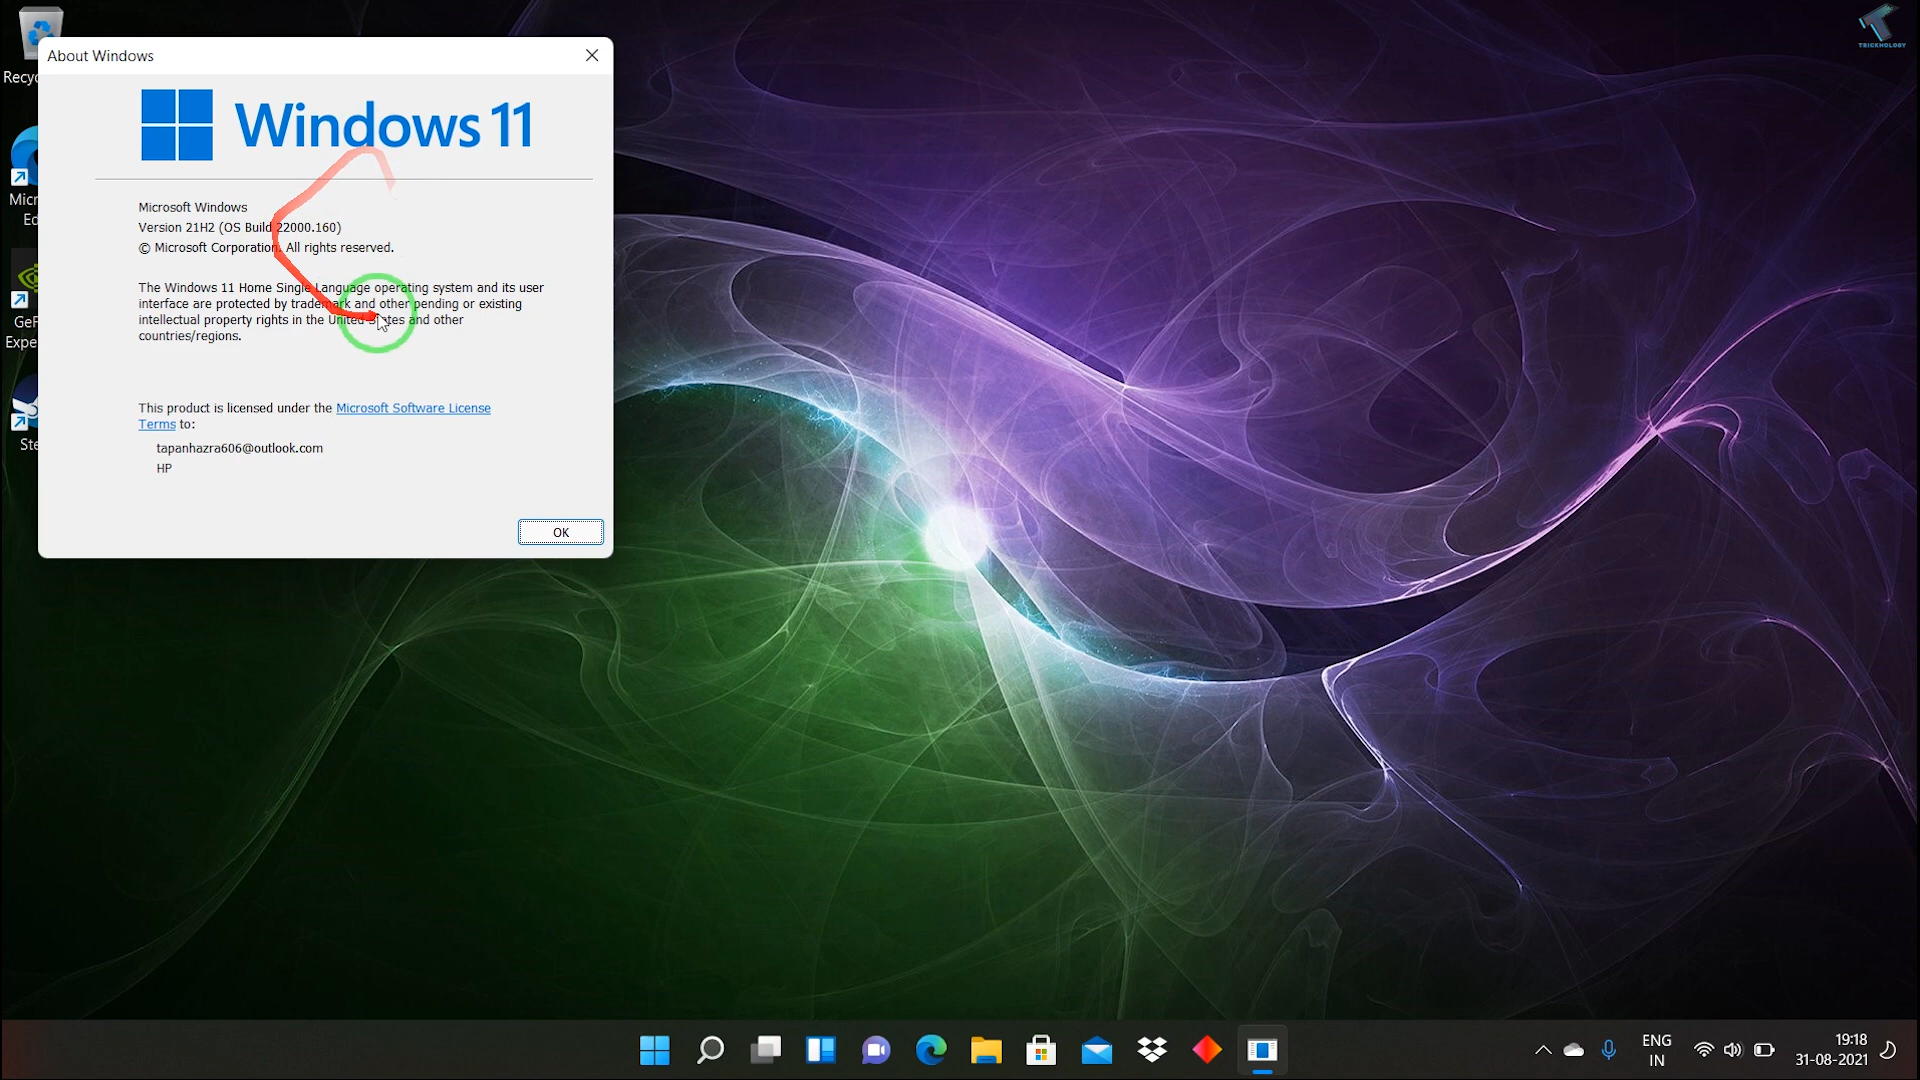 TRICKNOLOGY
About Windows
Windows 11
Microsoft Windows
Version 21H2 (OS Build 22000.160)
© Microsoft Corporation. All rights reserved.
The Windows 11 Home Single Language operating system and its user
interface are protected by trademark and other pending or existing
intellectual property rights in the United States and other
countries/regions.
This product is licensed under the Microsoft Software License
Terms to:
tapanhazra606@outlook.com
HP
OK
Recyc
Micr
Ed
GeF
Expe
Ste
ENG
IN
19:18
31-08-2021